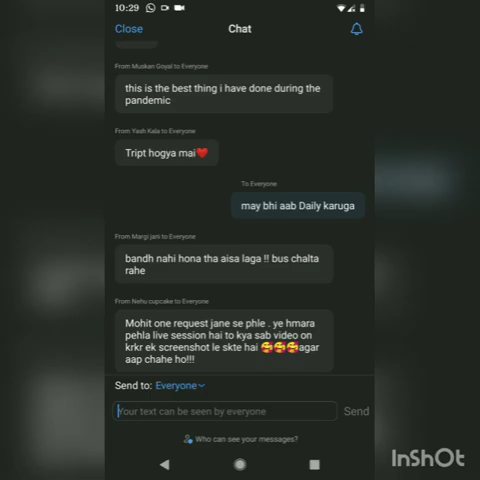 10:29
Close
Chat
From Muskan Goyal to Everyone
this is the best thing i have done during the
pandemic
From Yash Kala to Everyone
Tript hogya mai❤️
To Everyone
may bhi aab Daily karuga
From Margi jani to Everyone
bandh nahi hona tha aisa laga !! bus chalta
rahe
From Nehu cupcake to Everyone
Mohit one request jane se phle . ye hmara
pehla live session hai to kya sab video on
krkr ek screenshot le skte hai 🥰🥰🥰agar
aap chahe ho!!!
Send to: Everyone
Your text can be seen by everyone
Send
Who can see your messages?
InShOt